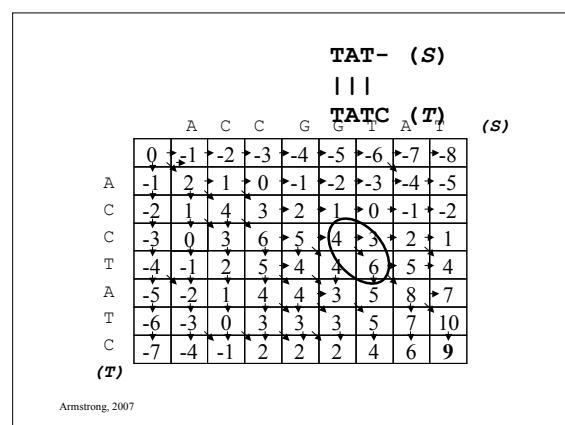 TAT- (S)
|||
TATC (T)
A C C G G T A T (S)
0 -1 -2 -3 -4 -5 -6 -7 -8
A -1 2 1 0 -1 -2 -3 -4 -5
C -2 1 4 3 2 1 0 -1 -2
C -3 0 3 6 5 4 3 2 1
T -4 -1 2 5 4 4 6 5 4
A -5 -2 1 4 4 3 5 8 7
T -6 -3 0 3 3 3 5 7 10
C -7 -4 -1 2 2 2 4 6 9
(T)
Armstrong, 2007